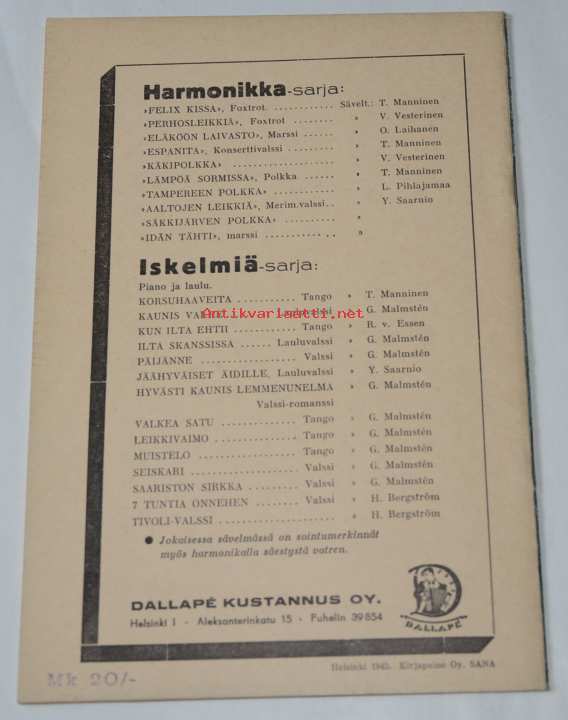 Harmonikka-sarja:
»FELIX KISSA», Foxtrot. ............ Sävelt.: T. Manninen
»PERHOSLEIKKIÄ», Foxtrot ....... » V. Vesterinen
»ELÄKÖÖN LAIVASTO», Marssi ...... » O. Laihanen
»ESPANITA», Konserttivalssi ........ » T. Manninen
»KÄKIPOLKKA» ..................... » V. Vesterinen
»LÄMPÖÄ SORMISSA», Polkka ...... » T. Manninen
»TAMPEREEN POLKKA» ............ » L. Pihlajamaa
»AALTOJEN LEIKKIÄ», Merim.valssi.. » Y. Saarnio
»SÄKKIJÄRVEN POLKKA» .......... »
»IDÄN TÄHTI», marssi ............. »
Iskelmiä-sarja:
Piano ja laulu.
KORSUHAAVEITA ........... Tango » T. Manninen
KAUNIS Lauluvalssi » G. Malmstén
Antikvariaatti.net
KUN ILTA EHTII .......... Tango » R. v. Essen
ILTA SKANSSISSA ...... Lauluvalssi » G. Malmstén
PÄIJÄNNE ................. Valssi » G. Malmstén
JÄÄHYVÄISET ÄIDILLE, Lauluvalssi » Y. Saarnio
HYVÄSTI KAUNIS LEMMENUNELMA » G. Malmstén
Valssi-romanssi
VALKEA SATU ............. Tango » G. Malmstén
LEIKKIVAIMO .............. Tango » G. Malmstén
MUISTELO ................. Tango » G. Malmstén
SEISKARI .................. Valssi » G. Malmstén
SAARISTON SIRKKA ......... Valssi » G. Malmstén
7 TUNTIA ONNEHEN ........ Valssi » H. Bergström
TIVOLI-VALSSI .................... » H. Bergström
● Jokaisessa sävelmässä on sointumerkinnät
myös harmonikalla säestystä varten.
DALLAPÉ KUSTANNUS OY.
Helsinki I - Aleksanterinkatu 15 - Puhelin 39 854
DALLAPÉ
Helsinki 1942. Kirjapaino Oy. SANA
Mk 20/-